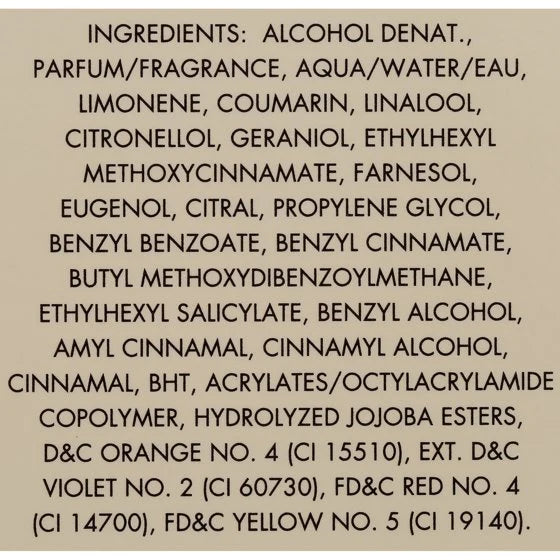 INGREDIENTS: ALCOHOL DENAT.,
PARFUM/FRAGRANCE, AQUA/WATER/EAU,
LIMONENE, COUMARIN, LINALOOL,
CITRONELLOL, GERANIOL, ETHYLHEXYL
METHOXYCINNAMATE, FARNESOL,
EUGENOL, CITRAL, PROPYLENE GLYCOL,
BENZYL BENZOATE, BENZYL CINNAMATE,
BUTYL METHOXYDIBENZOYLMETHANE,
ETHYLHEXYL SALICYLATE, BENZYL ALCOHOL,
AMYL CINNAMAL, CINNAMYL ALCOHOL,
CINNAMAL, BHT, ACRYLATES/OCTYLACRYLAMIDE
COPOLYMER, HYDROLYZED JOJOBA ESTERS,
D&C ORANGE NO. 4 (CI 15510), EXT. D&C
VIOLET NO. 2 (CI 60730), FD&C RED NO. 4
(CI 14700), FD&C YELLOW NO. 5 (CI 19140).